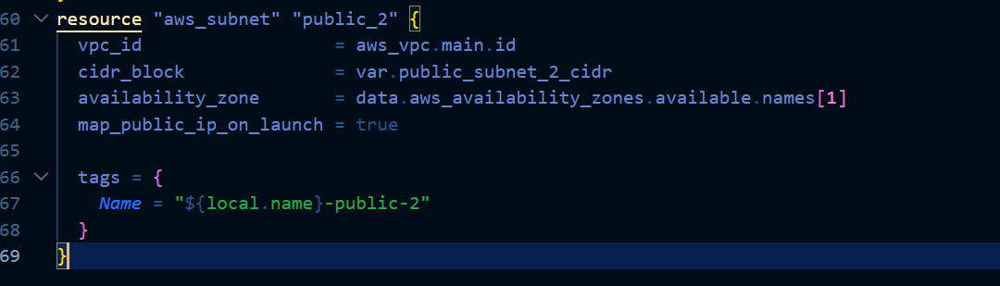 60 resource "aws_subnet" "public_2" {
61   vpc_id                  = aws_vpc.main.id
62   cidr_block              = var.public_subnet_2_cidr
63   availability_zone       = data.aws_availability_zones.available.names[1]
64   map_public_ip_on_launch = true
65
66   tags = {
67     Name = "${local.name}-public-2"
68   }
69 }